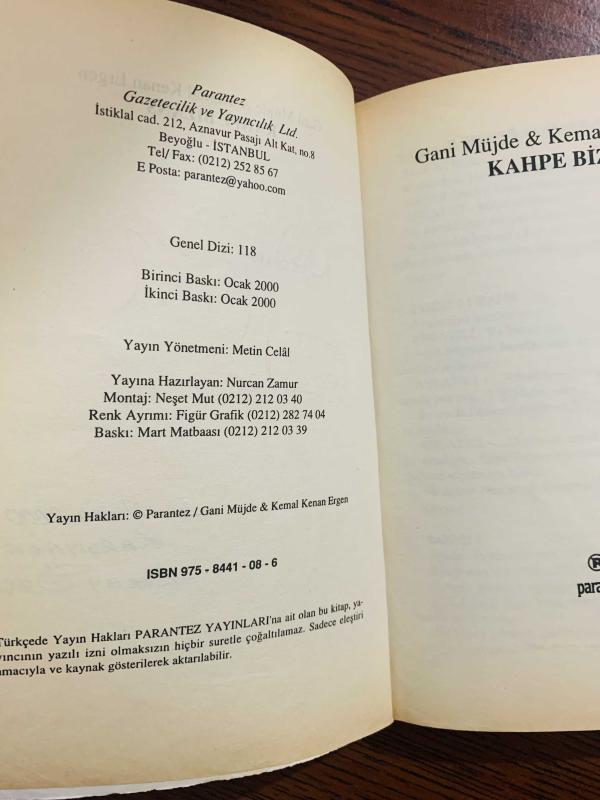 Parantez
Gazetecilik ve Yayıncılık Ltd.
İstiklal cad. 212, Aznavur Pasajı Alt Kat, no.8
Beyoğlu - İSTANBUL
Tel/ Fax: (0212) 252 85 67
E Posta: parantez@yahoo.com
Genel Dizi: 118
Birinci Baskı: Ocak 2000
İkinci Baskı: Ocak 2000
Yayın Yönetmeni: Metin Celâl
Yayına Hazırlayan: Nurcan Zamur
Montaj: Neşet Mut (0212) 212 03 40
Renk Ayrımı: Figür Grafik (0212) 282 74 04
Baskı: Mart Matbaası (0212) 212 03 39
Yayın Hakları: © Parantez / Gani Müjde & Kemal Kenan Ergen
ISBN 975 - 8441 - 08 - 6
Türkçede Yayın Hakları PARANTEZ YAYINLARI'na ait olan bu kitap, ya-
yıncının yazılı izni olmaksızın hiçbir suretle çoğaltılamaz. Sadece eleştiri
amacıyla ve kaynak gösterilerek aktarılabilir.
Gani Müjde & Kema
KAHPE BİZ
para